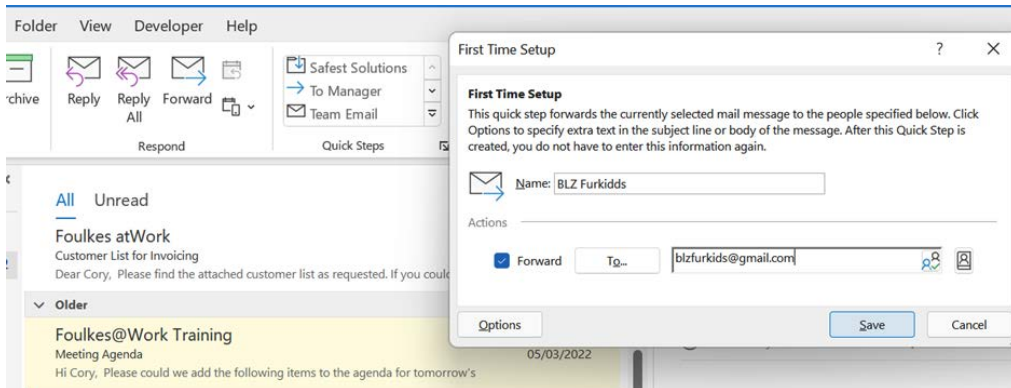 Folder View Developer Help
rchive
Reply
Reply
All
Forward
Respond
Safest Solutions
To Manager
Team Email
Quick Steps
All Unread
Foulkes atWork
Customer List for Invoicing
Dear Cory, Please find the attached customer list as requested. If you could
Older
Foulkes@Work Training
Meeting Agenda
05/03/2022
Hi Cory, Please could we add the following items to the agenda for tomorrow's
First Time Setup ?
First Time Setup
This quick step forwards the currently selected mail message to the people specified below. Click
Options to specify extra text in the subject line or body of the message. After this Quick Step is
created, you do not have to enter this information again.
Name: BLZ Furkidds
Actions
Forward To... blzfurkids@gmail.com
Options Save Cancel